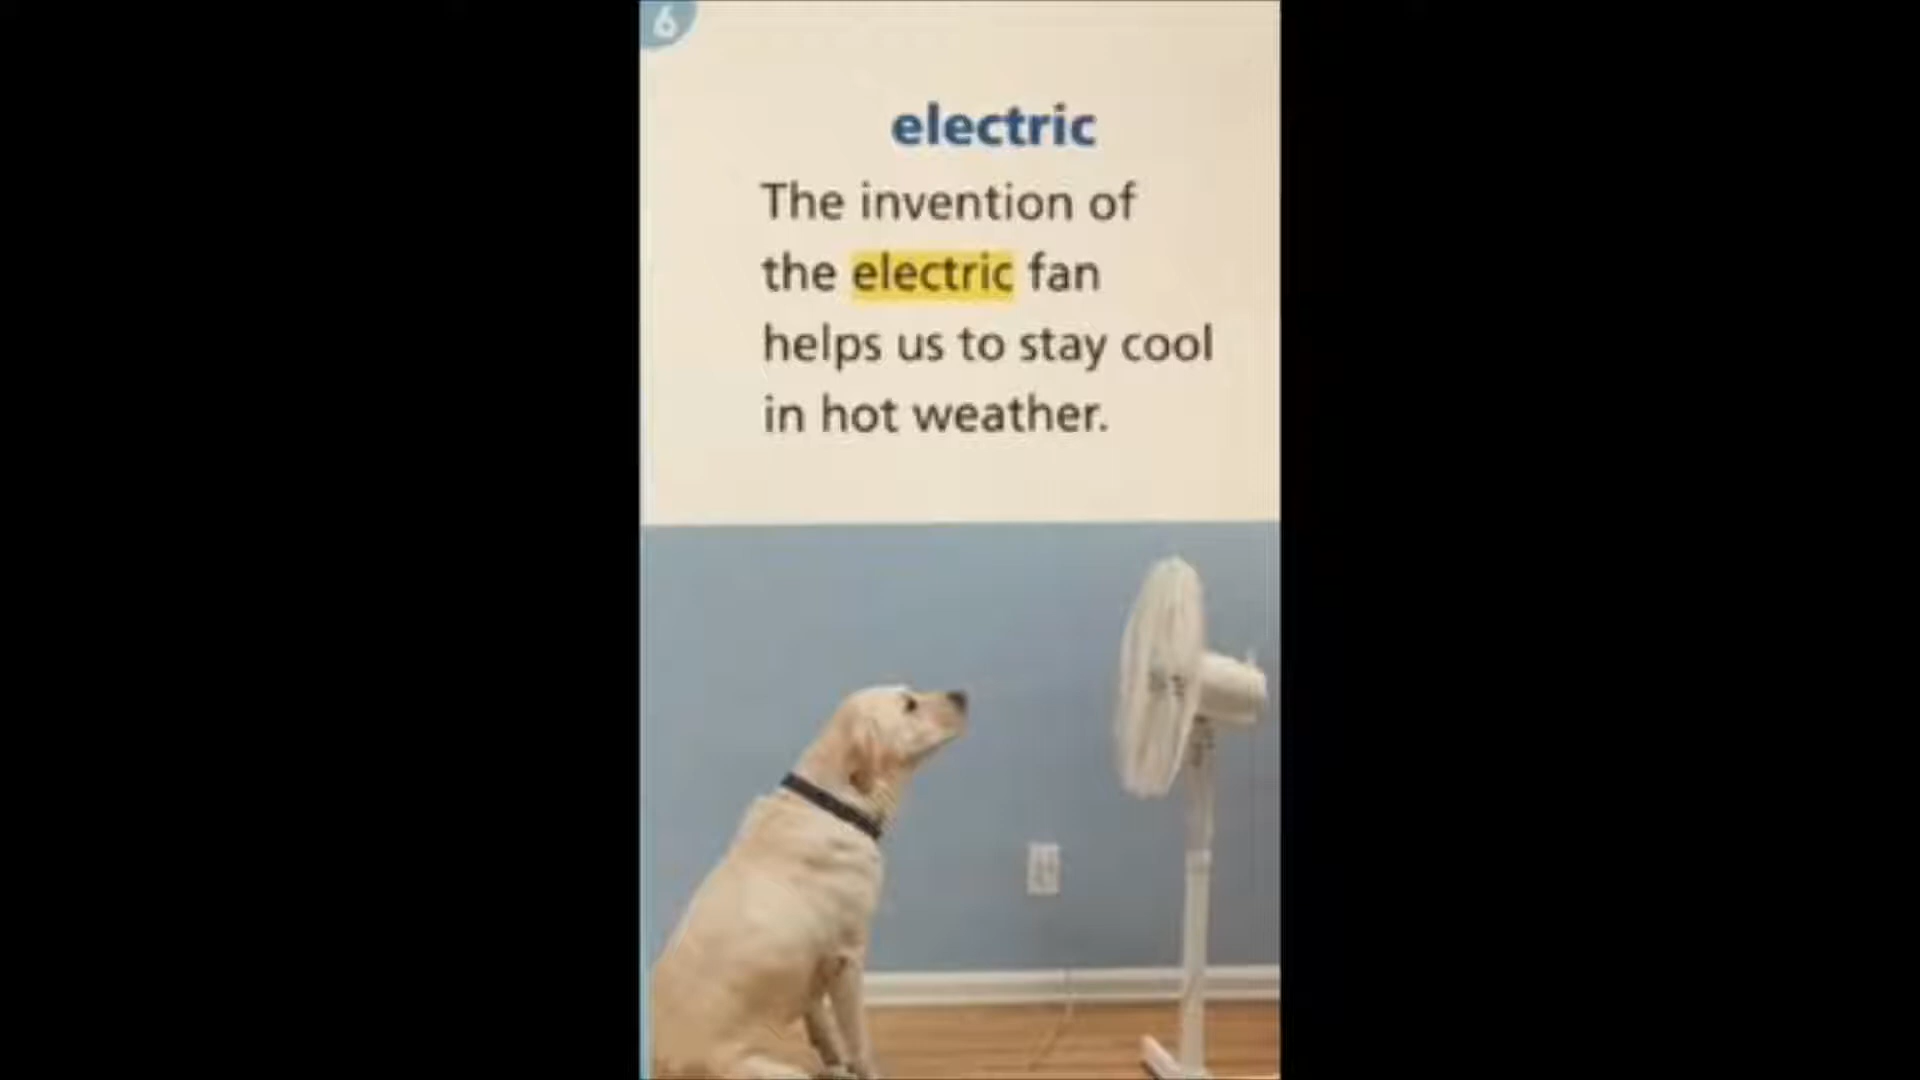 6
electric
The invention of
the electric fan
helps us to stay cool
in hot weather.